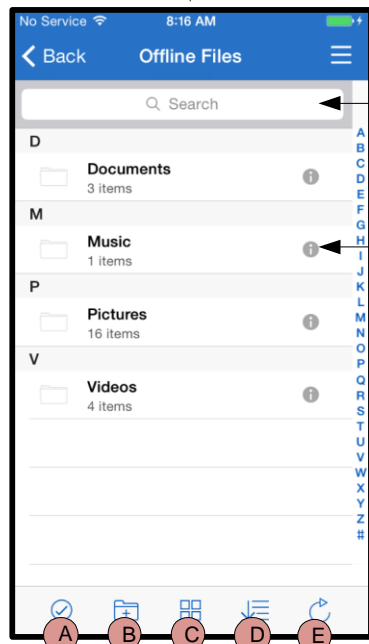 No Service 8:16 AM
Back Offline Files
Search
D
Documents
3 items
M
Music
1 items
P
Pictures
16 items
V
Videos
4 items
A
B
C
D
E
F
G
H
I
J
K
L
M
N
O
P
Q
R
S
T
U
V
W
X
Y
Z
#
A B C D E